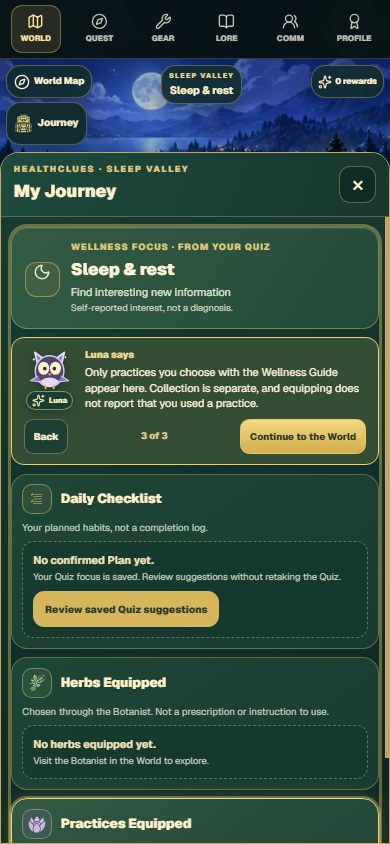 WORLD
QUEST
GEAR
LORE
COMM
PROFILE
World Map
SLEEP VALLEY
Sleep & rest
0 rewards
Journey
HEALTHCLUES · SLEEP VALLEY
My Journey
WELLNESS FOCUS · FROM YOUR QUIZ
Sleep & rest
Find interesting new information
Self-reported interest, not a diagnosis.
Luna says
Only practices you choose with the Wellness Guide
appear here. Collection is separate, and equipping does
not report that you used a practice.
Luna
Back
3 of 3
Continue to the World
Daily Checklist
Your planned habits, not a completion log.
No confirmed Plan yet.
Your Quiz focus is saved. Review suggestions without retaking the Quiz.
Review saved Quiz suggestions
Herbs Equipped
Chosen through the Botanist. Not a prescription or instruction to use.
No herbs equipped yet.
Visit the Botanist in the World to explore.
Practices Equipped